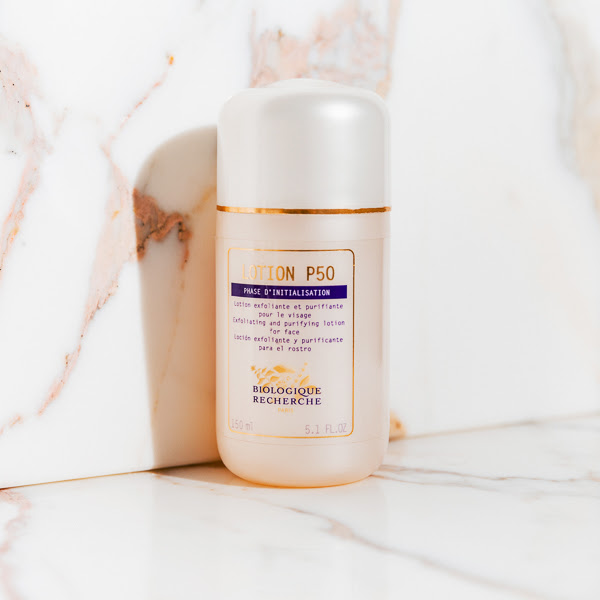 LOTION P50
PHASE D'INITIALISATION
Lotion exfoliante et purifiante
pour le visage
Exfoliating and purifying lotion
for face
Loción exfoliante y purificante
para el rostro
BIOLOGIQUE
RECHERCHE
PARIS
150 ml 5.1 FL.OZ